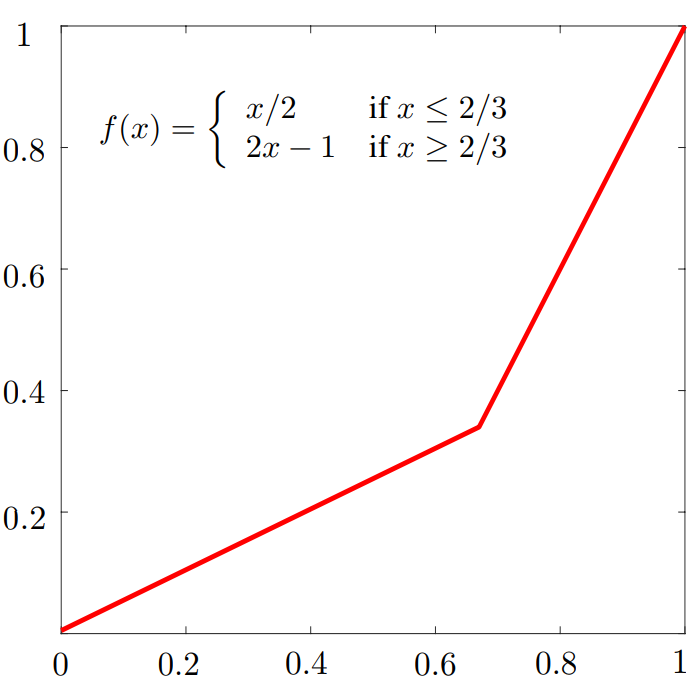 1
f(x) = { x/2 if x ≤ 2/3
2x − 1 if x ≥ 2/3
0.8
0.6
0.4
0.2
0 0.2 0.4 0.6 0.8 1